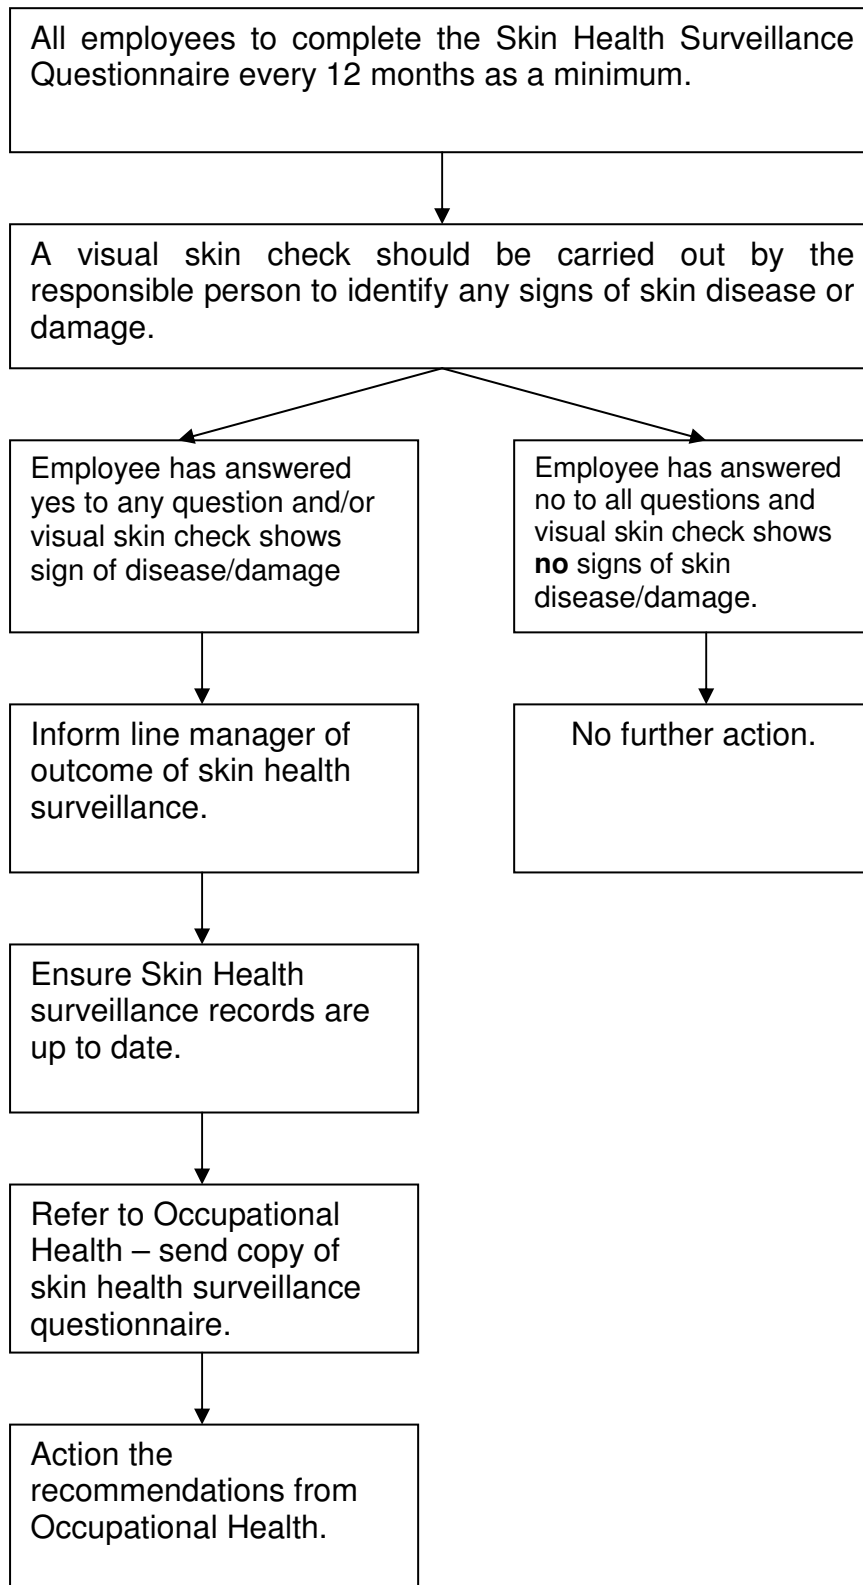 All employees to complete the Skin Health Surveillance
Questionnaire every 12 months as a minimum.
A visual skin check should be carried out by the
responsible person to identify any signs of skin disease or
damage.
Employee has answered
yes to any question and/or
visual skin check shows
sign of disease/damage
Employee has answered
no to all questions and
visual skin check shows
no signs of skin
disease/damage.
Inform line manager of
outcome of skin health
surveillance.
No further action.
Ensure Skin Health
surveillance records are
up to date.
Refer to Occupational
Health – send copy of
skin health surveillance
questionnaire.
Action the
recommendations from
Occupational Health.